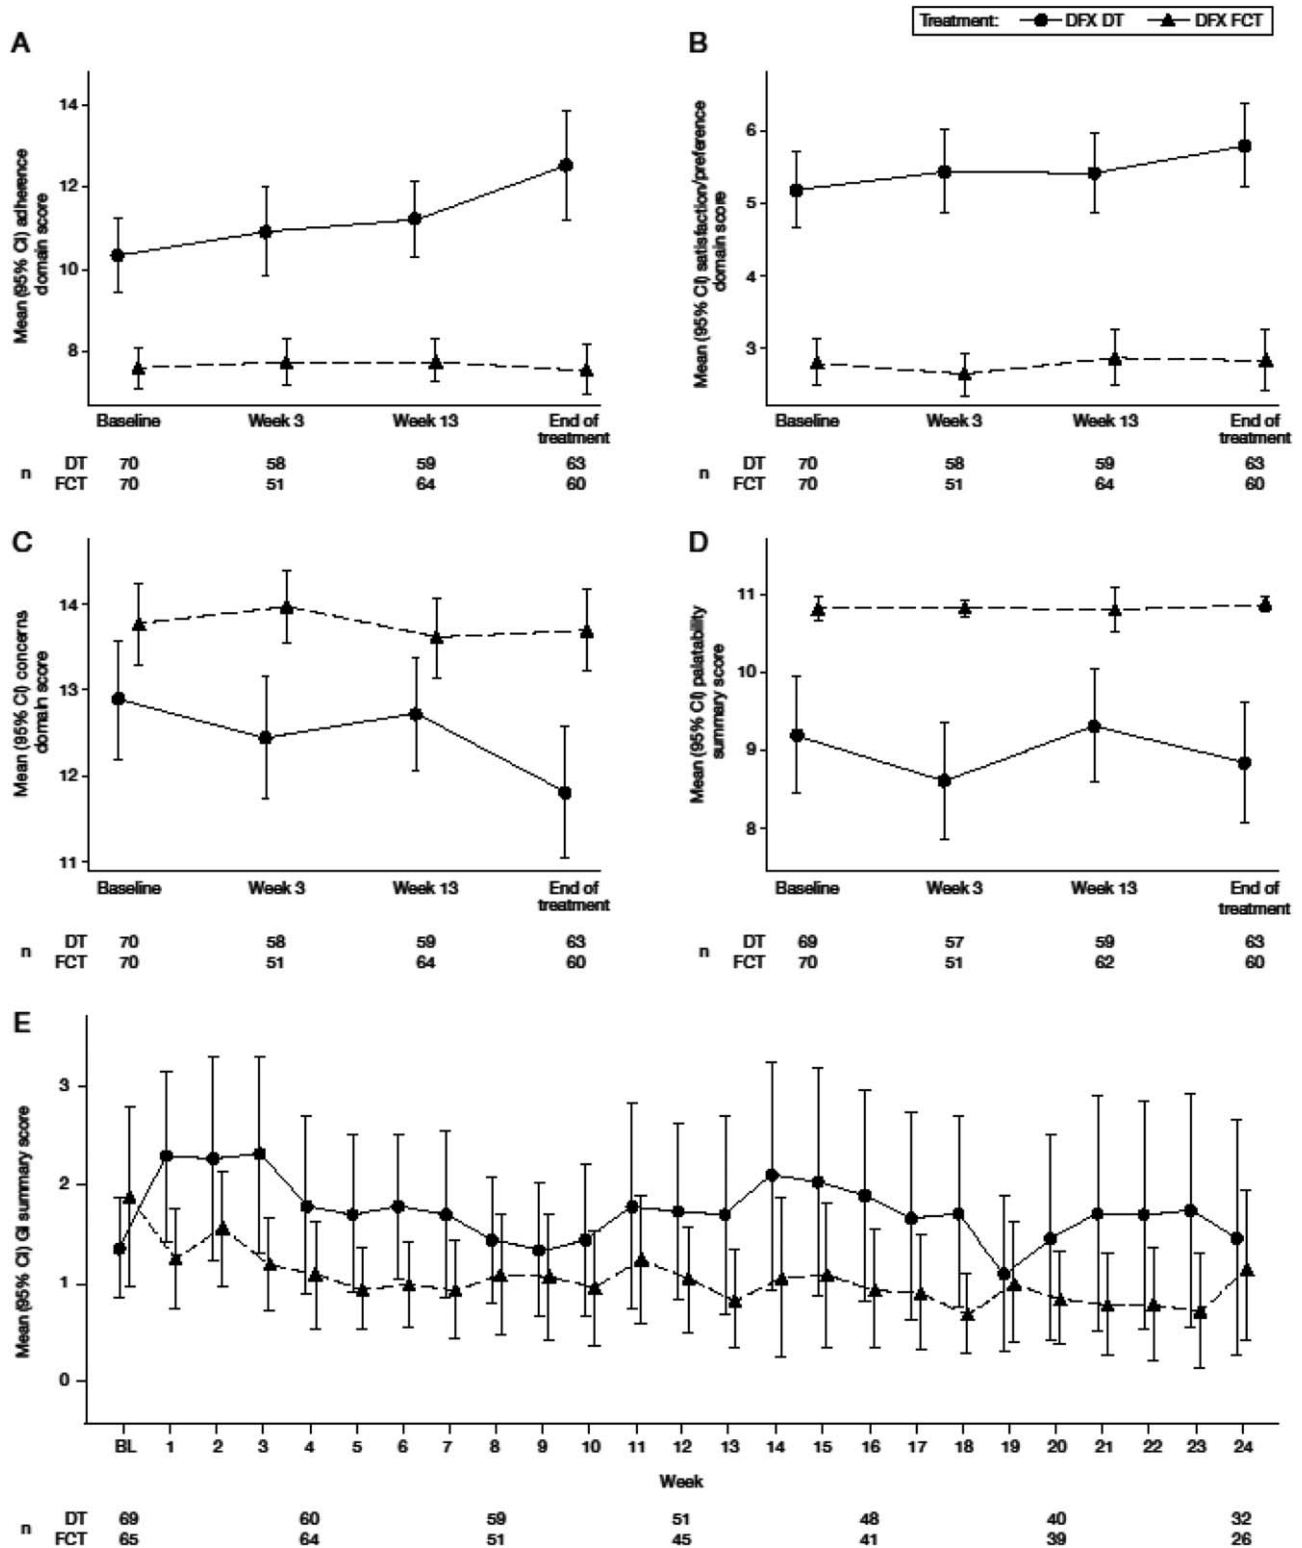 Treatment: DFX DT DFX FCT
A
B
Mean (95% CI) adherence
domain score
14
12
10
8
Baseline Week 3 Week 13 End of
treatment
n
DT 70 58 59 63
FCT 70 51 64 60
Mean (95% CI) satisfaction/preference
domain score
6
5
4
3
Baseline Week 3 Week 13 End of
treatment
n
DT 70 58 59 63
FCT 70 51 64 60
C
Mean (95% CI) concerns
domain score
14
13
12
11
Baseline Week 3 Week 13 End of
treatment
n
DT 70 58 59 63
FCT 70 51 64 60
D
Mean (95% CI) palatability
summary score
11
10
9
8
Baseline Week 3 Week 13 End of
treatment
n
DT 69 57 59 63
FCT 70 51 62 60
E
Mean (95% CI) GI summary score
3
2
1
0
BL 1 2 3 4 5 6 7 8 9 10 11 12 13 14 15 16 17 18 19 20 21 22 23 24
Week
n
DT 69 60 59 51 48 40 32
FCT 65 64 51 45 41 39 26